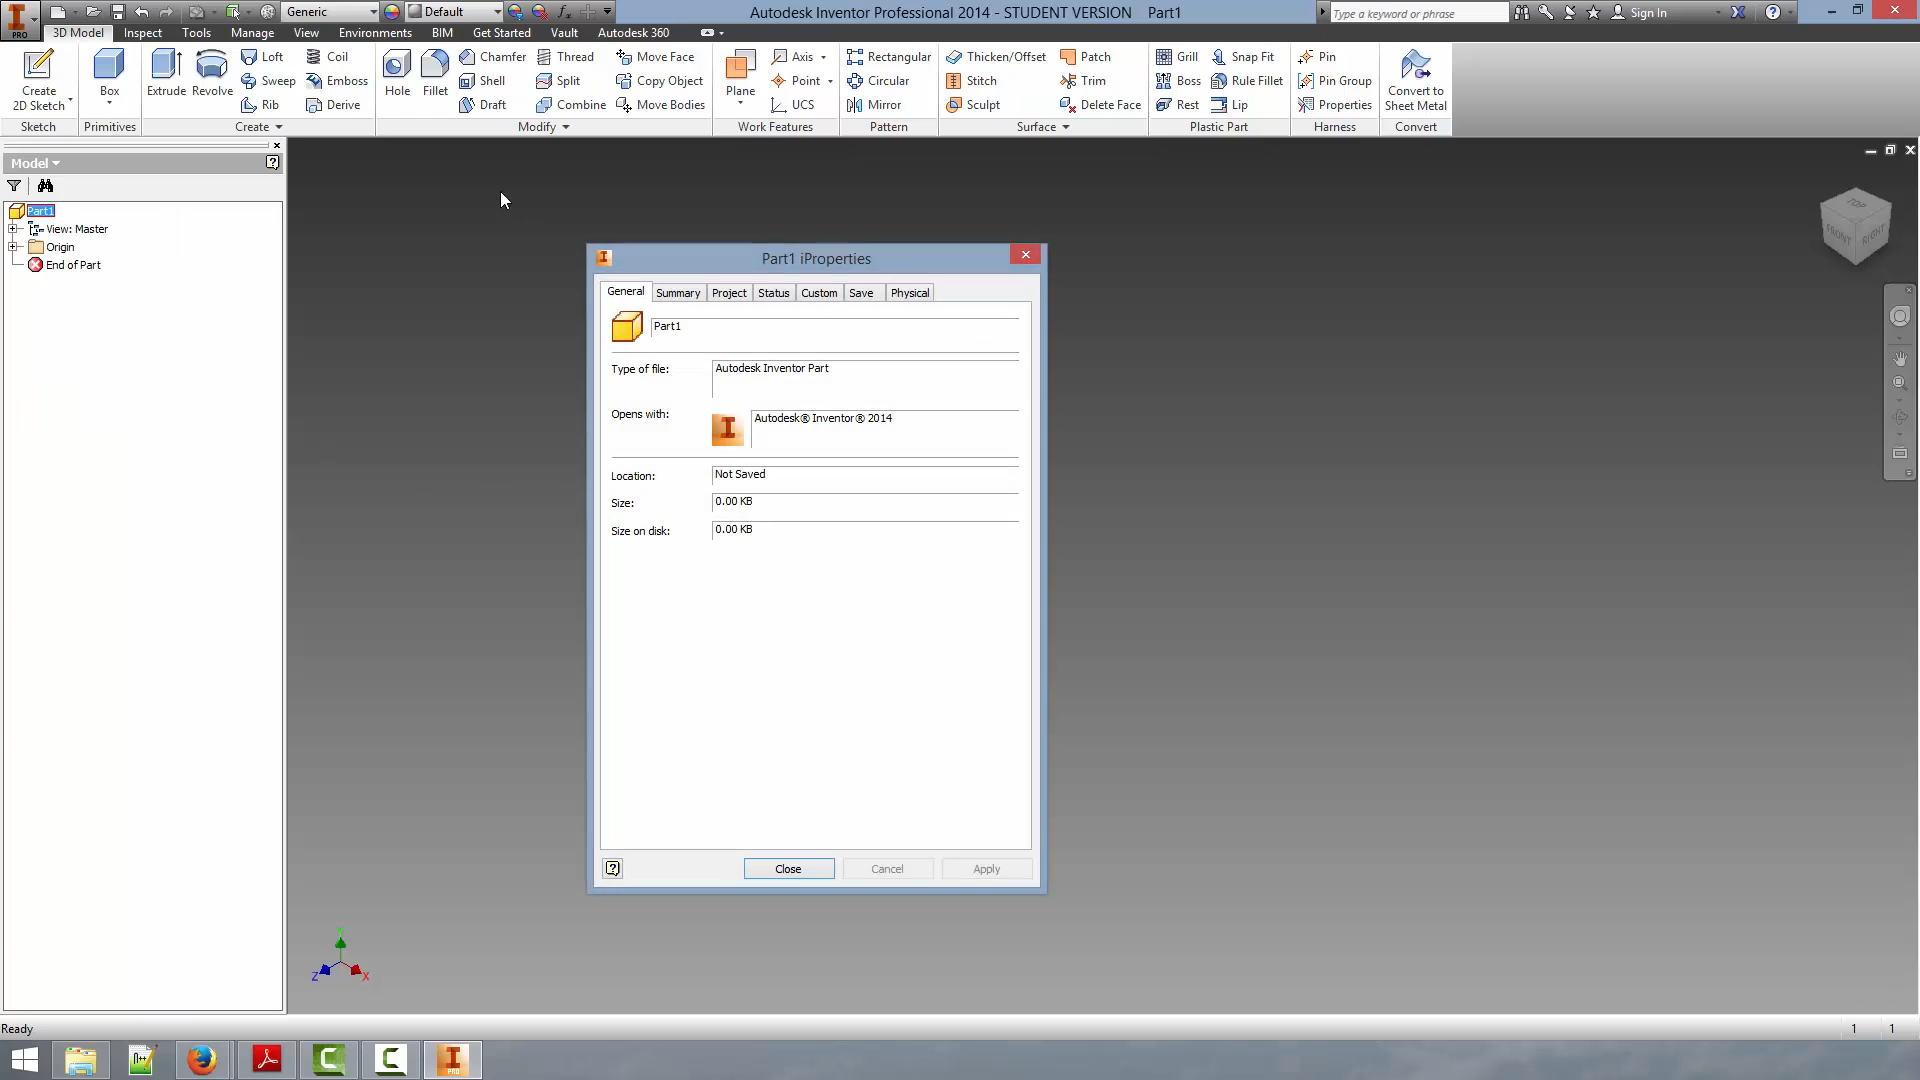 Generic
Default
Autodesk Inventor Professional 2014 - STUDENT VERSION Part1
Type a keyword or phrase
Sign In
PRO
3D Model Inspect Tools Manage View Environments BIM Get Started Vault Autodesk 360
Loft Coil Chamfer Thread Move Face Axis Rectangular Thicken/Offset Patch Grill Snap Fit Pin
Sweep Emboss Shell Split Copy Object Point Circular Stitch Trim Boss Rule Fillet Pin Group
Create Box Extrude Revolve Hole Fillet Plane Convert to
2D Sketch Rib Derive Draft Combine Move Bodies UCS Mirror Sculpt Delete Face Rest Lip Properties Sheet Metal
Sketch Primitives Create Modify Work Features Pattern Surface Plastic Part Harness Convert
Model
Part1
View: Master
Origin
End of Part
TOP
FRONT RIGHT
Part1 iProperties
General Summary Project Status Custom Save Physical
Part1
Type of file: Autodesk Inventor Part
Opens with: Autodesk® Inventor® 2014
Location: Not Saved
Size: 0.00 KB
Size on disk: 0.00 KB
Close Cancel Apply
Y
Z X
Ready 1 1
PRO